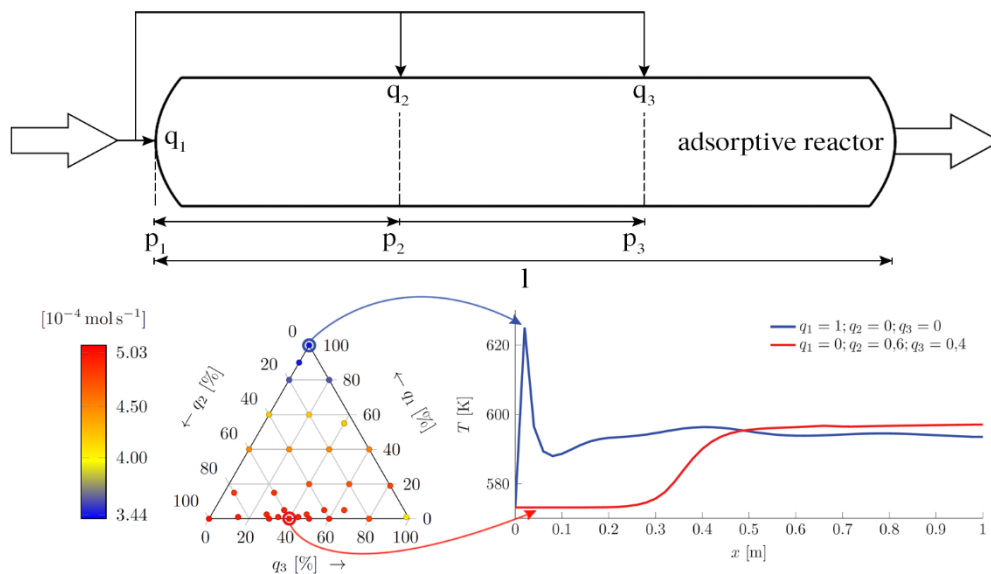 q₂
q₃
q₁
adsorptive reactor
p₁
p₂
p₃
l
[10⁻⁴ mol s⁻¹]
5.03
4.50
4.00
3.44
0
20
40
60
80
100
← q₂ [%]
100
80
60
40
20
0
← q₁ [%]
0
20
40
60
80
100
q₃ [%] →
q₁ = 1; q₂ = 0; q₃ = 0
q₁ = 0; q₂ = 0,6; q₃ = 0,4
620
600
580
T [K]
0
0.1
0.2
0.3
0.4
0.5
0.6
0.7
0.8
0.9
1
x [m]